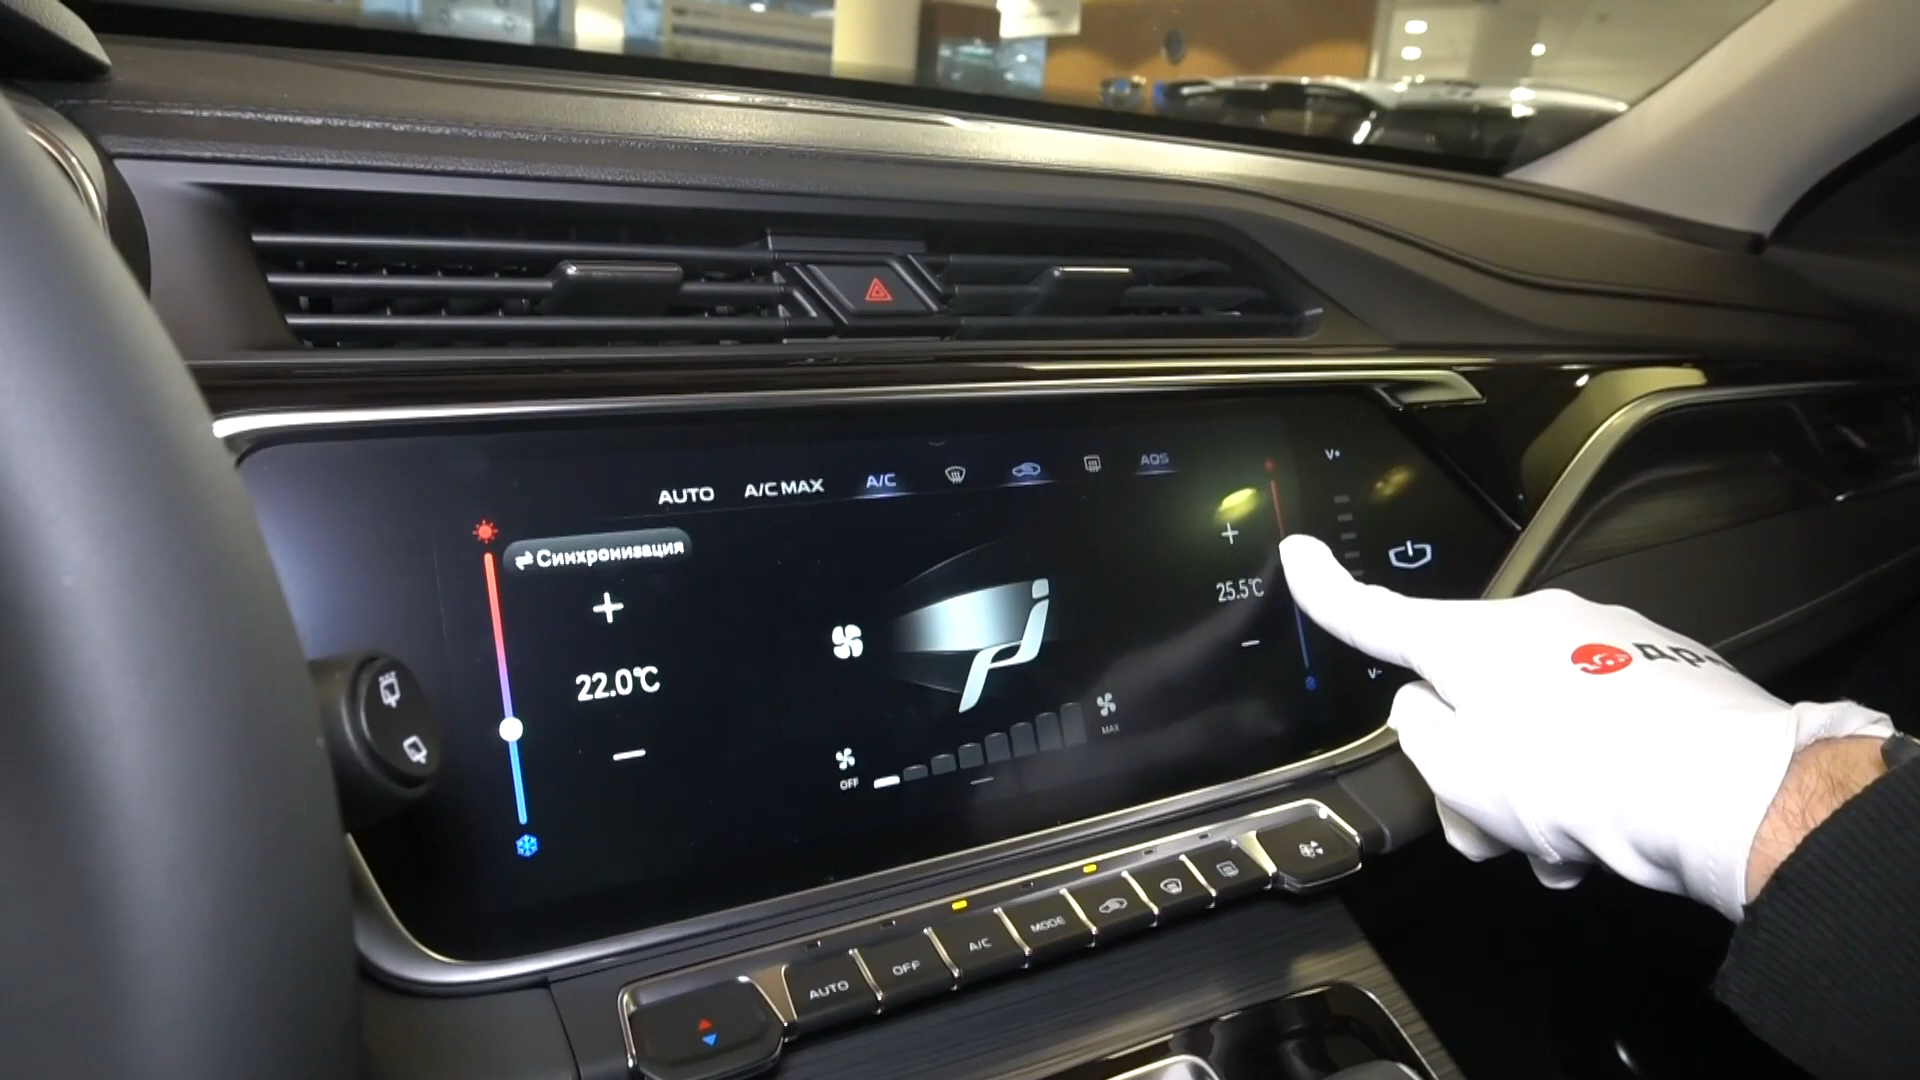 AUTO A/C MAX A/C AQS
V+
Синхронизация
22.0°C
25.5°C
OFF
MAX
V-
AUTO OFF A/C MODE